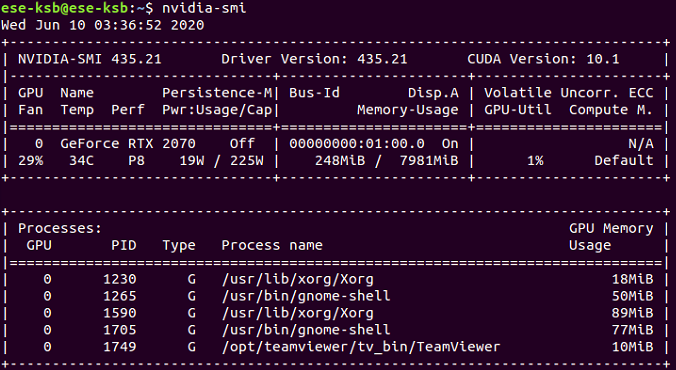 ese-ksb@ese-ksb:~$ nvidia-smi
Wed Jun 10 03:36:52 2020
+-----------------------------------------------------------------------------+
| NVIDIA-SMI 435.21       Driver Version: 435.21       CUDA Version: 10.1     |
|-------------------------------+----------------------+----------------------+
| GPU  Name        Persistence-M| Bus-Id        Disp.A | Volatile Uncorr. ECC |
| Fan  Temp  Perf  Pwr:Usage/Cap|         Memory-Usage | GPU-Util  Compute M. |
|===============================+======================+======================|
|   0  GeForce RTX 2070    Off  | 00000000:01:00.0  On |                  N/A |
| 29%   34C    P8    19W / 225W |    248MiB /  7981MiB |      1%      Default |
+-------------------------------+----------------------+----------------------+
+-----------------------------------------------------------------------------+
| Processes:                                                       GPU Memory |
|  GPU       PID   Type   Process name                             Usage      |
|=============================================================================|
|    0      1230      G   /usr/lib/xorg/Xorg                            18MiB |
|    0      1265      G   /usr/bin/gnome-shell                          50MiB |
|    0      1590      G   /usr/lib/xorg/Xorg                            89MiB |
|    0      1705      G   /usr/bin/gnome-shell                          77MiB |
|    0      1749      G   /opt/teamviewer/tv_bin/TeamViewer             10MiB |
+-----------------------------------------------------------------------------+